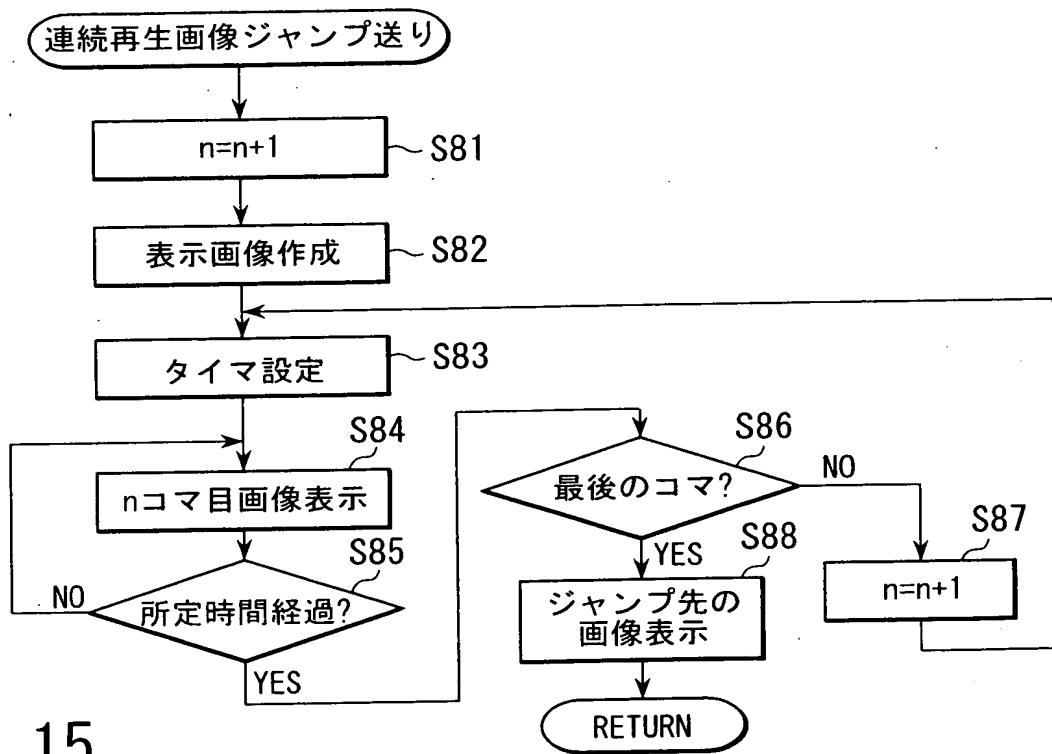 連続再生画像ジャンプ送り
n=n+1
S81
表示画像作成
S82
タイマ設定
S83
S84
nコマ目画像表示
S85
所定時間経過?
NO
YES
S86
最後のコマ?
NO
YES
S87
n=n+1
S88
ジャンプ先の
画像表示
RETURN
15